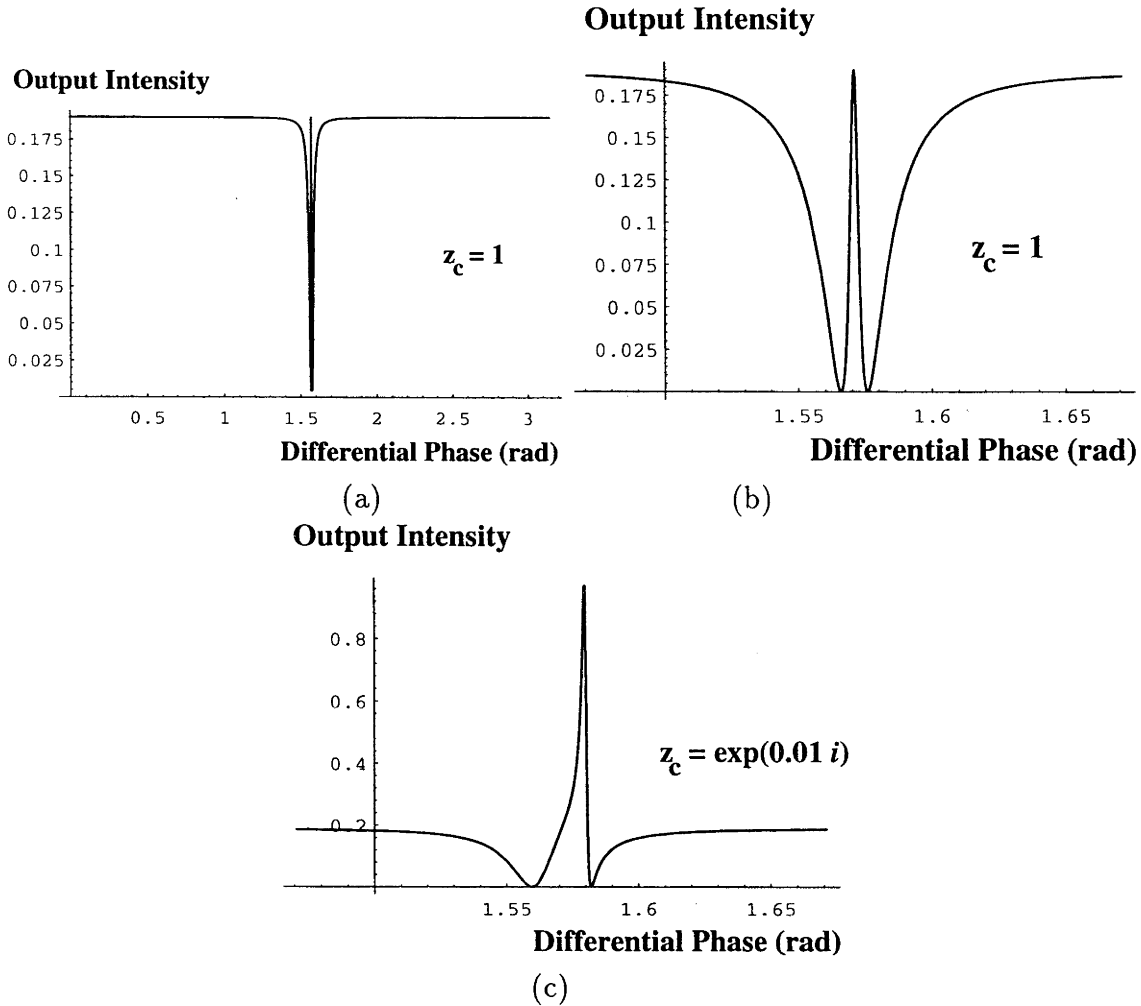 Output Intensity
0.175
0.15
0.125
0.1
0.075
0.05
0.025
z_c = 1
0.5
1
1.5
2
2.5
3
Differential Phase (rad)
(a)
Output Intensity
0.175
0.15
0.125
0.1
0.075
0.05
0.025
z_c = 1
1.55
1.6
1.65
Differential Phase (rad)
(b)
Output Intensity
0.8
0.6
0.4
0.2
z_c = exp(0.01 i)
1.55
1.6
1.65
Differential Phase (rad)
(c)